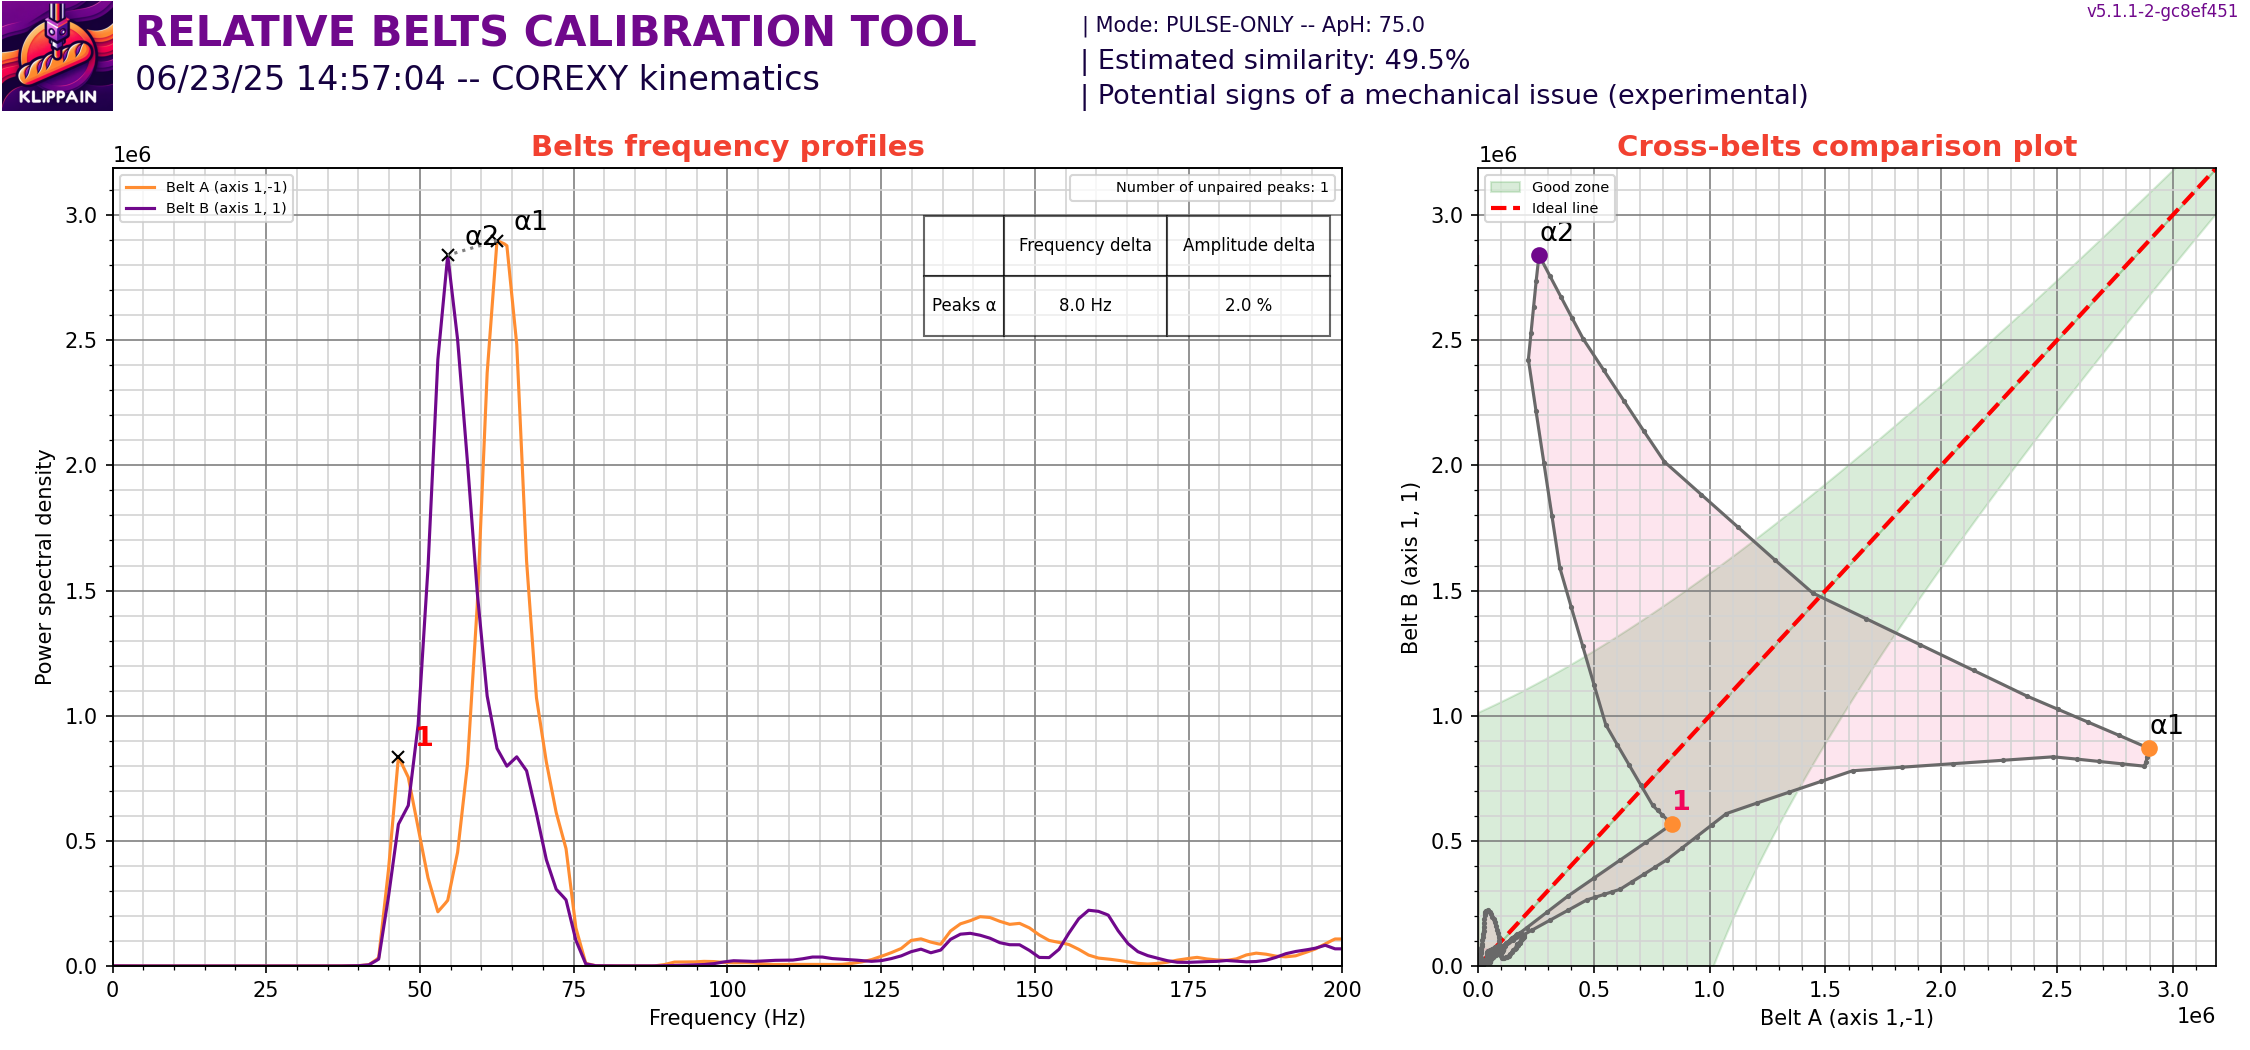 KLIPPAIN
RELATIVE BELTS CALIBRATION TOOL
06/23/25 14:57:04 -- COREXY kinematics
| Mode: PULSE-ONLY -- ApH: 75.0
| Estimated similarity: 49.5%
| Potential signs of a mechanical issue (experimental)
v5.1.1-2-gc8ef451
Belts frequency profiles
1e6
Belt A (axis 1,-1)
Belt B (axis 1, 1)
Number of unpaired peaks: 1
Frequency delta Amplitude delta
Peaks α 8.0 Hz 2.0 %
α2
α1
1
3.0
2.5
2.0
1.5
1.0
0.5
0.0
Power spectral density
0 25 50 75 100 125 150 175 200
Frequency (Hz)
Cross-belts comparison plot
1e6
Good zone
Ideal line
α2
α1
1
3.0
2.5
2.0
1.5
1.0
0.5
0.0
Belt B (axis 1, 1)
0.0 0.5 1.0 1.5 2.0 2.5 3.0
Belt A (axis 1,-1)
1e6